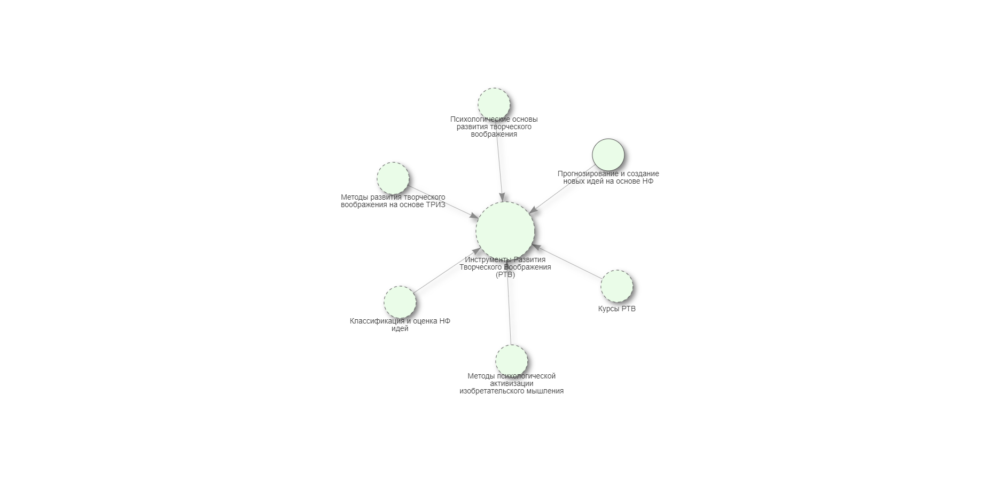 Психологические основы
развития творческого
воображения
Прогнозирование и создание
новых идей на основе НФ
Методы развития творческого
воображения на основе ТРИЗ
Инструменты Развития
Творческого Воображения
(РТВ)
Курсы РТВ
Классификация и оценка НФ
идей
Методы психологической
активизации
изобретательского мышления